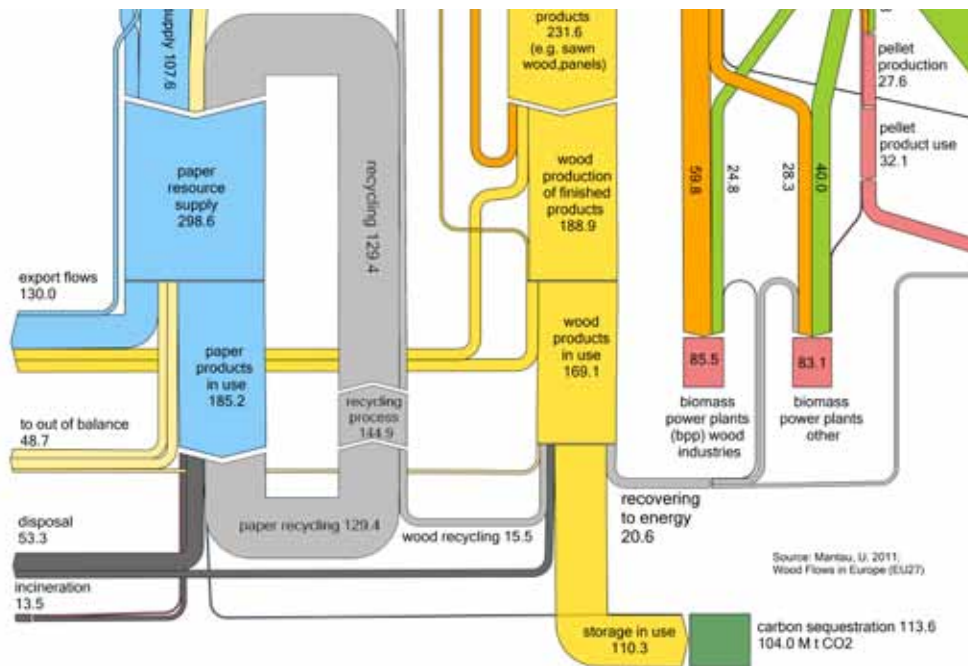 supply 107.6
products
231.6
(e.g. sawn
wood,panels)
pellet
production
27.6
pellet
product use
32.1
paper
resource
supply
298.6
recycling 129.4
wood
production
of finished
products
188.9
59.8
24.8
28.3
40.0
export flows
130.0
paper
products
in use
185.2
wood
products
in use
169.1
85.5
83.1
recycling
process
144.9
biomass
power plants
(bpp) wood
industries
biomass
power plants
other
to out of balance
48.7
disposal
53.3
paper recycling 129.4
wood recycling 15.5
recovering
to energy
20.6
Source: Mantau, U. 2011;
Wood Flows in Europe (EU27)
incineration
13.5
storage in use
110.3
carbon sequestration 113.6
104.0 M t CO2